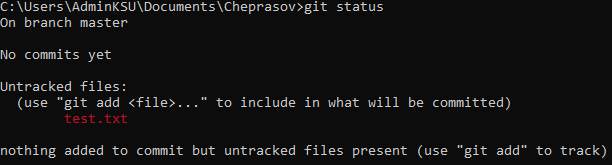 C:\Users\AdminKSU\Documents\Cheprasov>git status
On branch master
No commits yet
Untracked files:
(use "git add <file>..." to include in what will be committed)
test.txt
nothing added to commit but untracked files present (use "git add" to track)